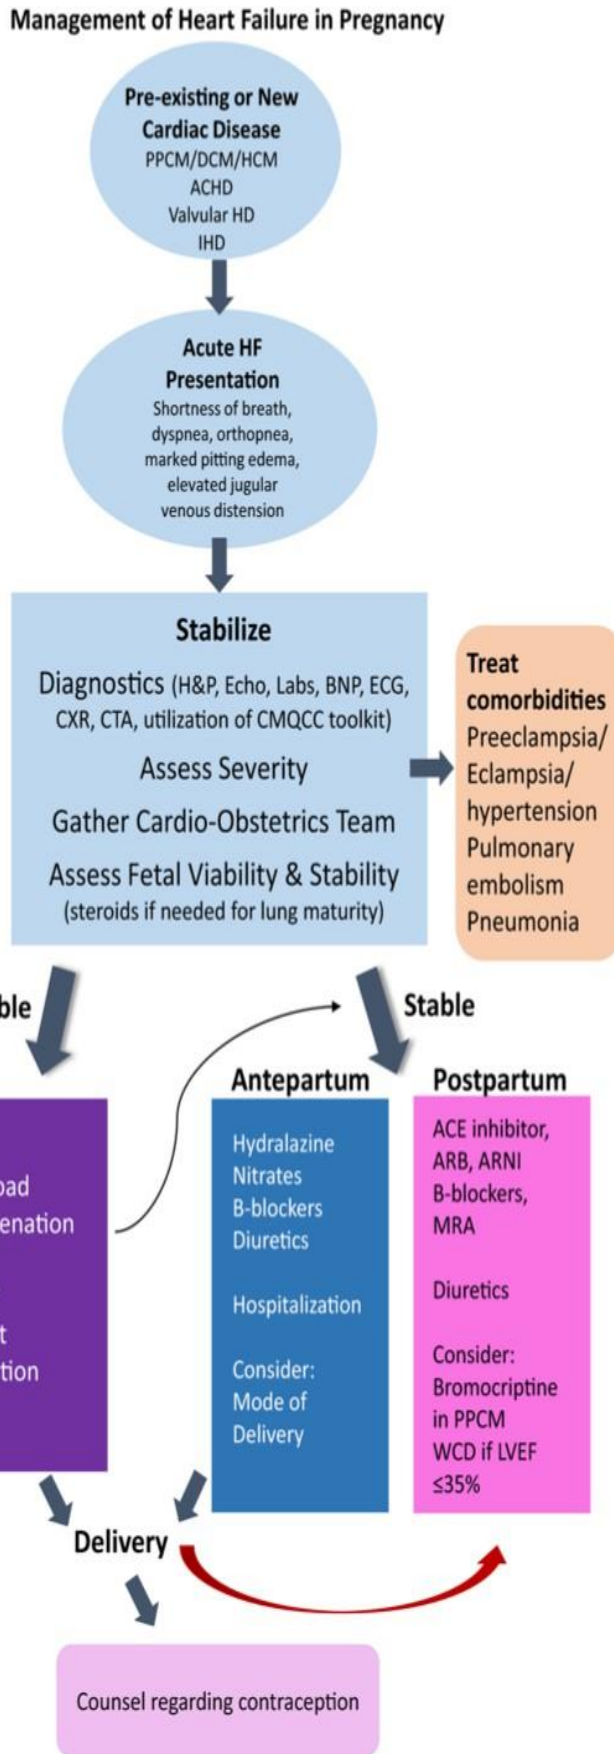 Management of Heart Failure in Pregnancy
Pre-existing or New
Cardiac Disease
PPCM/DCM/HCM
ACHD
Valvular HD
IHD
Acute HF
Presentation
Shortness of breath,
dyspnea, orthopnea,
marked pitting edema,
elevated jugular
venous distension
Stabilize
Diagnostics (H&P, Echo, Labs, BNP, ECG,
CXR, CTA, utilization of CMQCC toolkit)
Assess Severity
Gather Cardio-Obstetrics Team
Assess Fetal Viability & Stability
(steroids if needed for lung maturity)
Treat
comorbidities
Preeclampsia/
Eclampsia/
hypertension
Pulmonary
embolism
Pneumonia
Stable
Antepartum
Hydralazine
Nitrates
B-blockers
Diuretics
Hospitalization
Consider:
Mode of
Delivery
Postpartum
ACE inhibitor,
ARB, ARNI
B-blockers,
MRA
Diuretics
Consider:
Bromocriptine
in PPCM
WCD if LVEF
≤35%
Delivery
Counsel regarding contraception